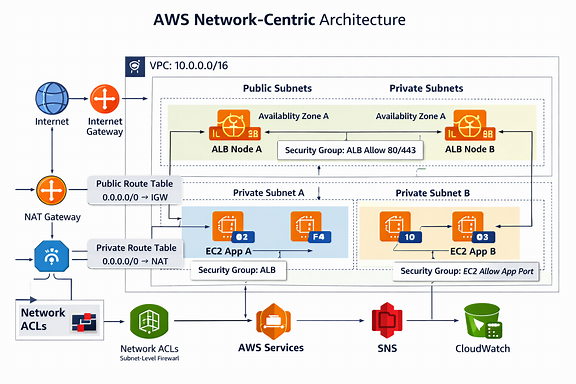 AWS Network-Centric Architecture
VPC: 10.0.0.0/16
Public Subnets
Private Subnets
Internet
Internet
Gateway
Availablity Zone A
Availablity Zone A
ALB Node A
ALB Node B
Security Group: ALB Allow 80/443
Public Route Table
0.0.0.0/0 → IGW
NAT Gateway
Private Subnet A
Private Subnet B
F4
10
EC2 App A
EC2 App B
Private Route Table
0.0.0.0/0 → NAT
Security Group: ALB
Security Group: EC2 Allow App Port
Network
ACLs
Network ACLs
Subnet-Level Firewarl
AWS Services
SNS
CloudWatch